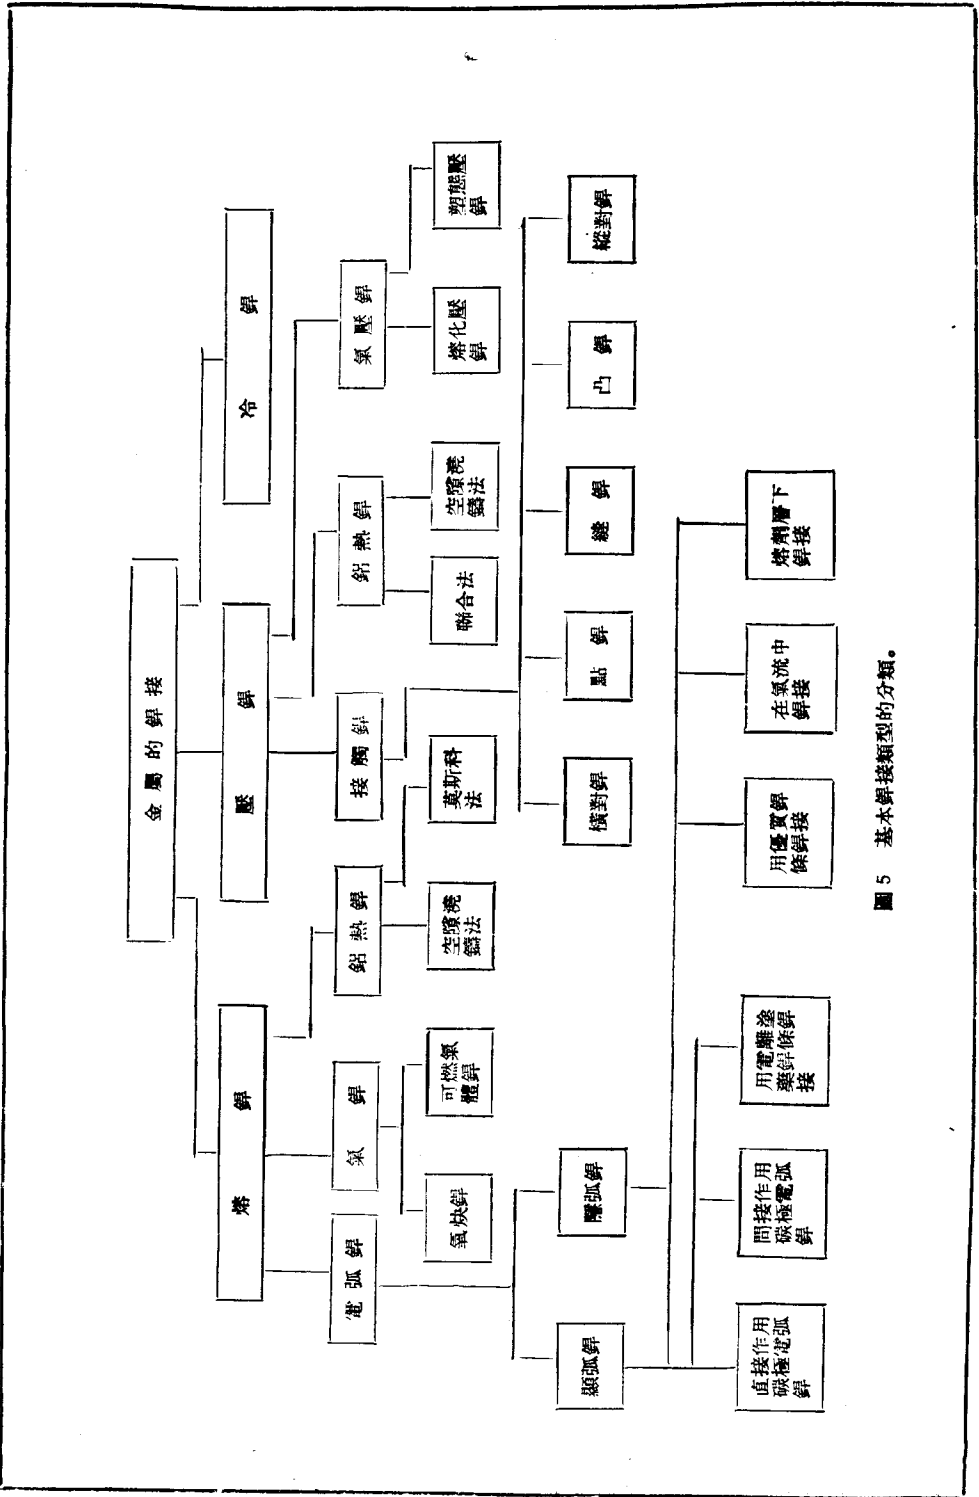 金屬的銲接
熔銲
壓銲
冷銲
電弧銲
氣銲
鋁熱銲
接觸銲
鋁熱銲
氣壓銲
氧炔銲
可燃氣
體銲
空隙澆
鑄法
莫斯科
法
聯合法
空隙澆
鑄法
熔化壓
銲
塑態壓
銲
顯弧銲
隱弧銲
橫對銲
點銲
縫銲
凸銲
縱對銲
直接作用
碳極電弧
銲
間接作用
碳極電弧
銲
用電離塗
藥銲條銲
接
用優質銲
條銲接
在氣流中
銲接
熔劑層下
銲接
圖5 基本銲接類型的分類。